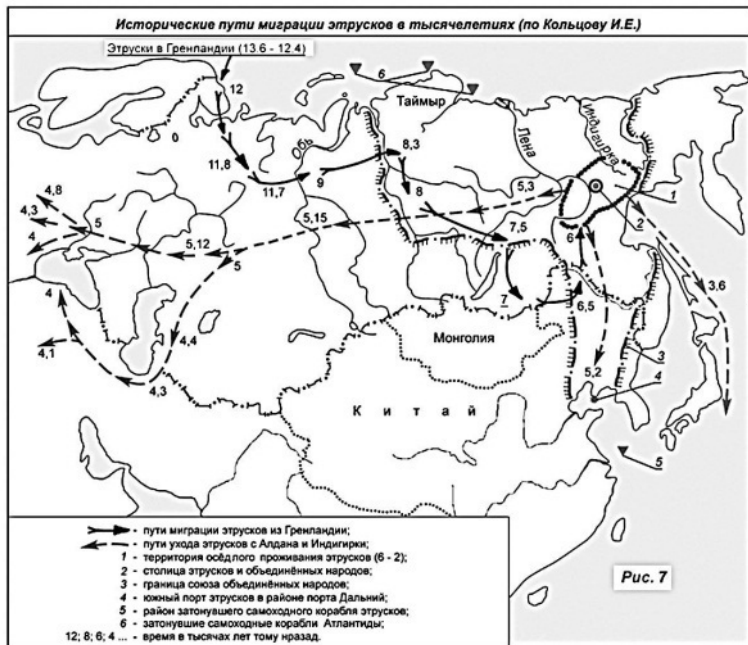 Исторические пути миграции этрусков в тысячелетиях (по Кольцову И.Е.)
Этруски в Гренландии (13.6 - 12.4)
6
12
Таймыр
Обь
Лена
Индигирка
11,8
11,7
9
8,3
8
5,3
1
2
4,8
4,3
4
5
5,12
5
5,15
7,5
6
3,6
4
4,4
7
6,5
Монголия
3
4,1
4,3
5,2
4
Китай
5
пути миграции этрусков из Гренландии;
пути ухода этрусков с Алдана и Индигирки;
1 - территория осёдлого проживания этрусков (6 - 2);
2 - столица этрусков и объединённых народов;
3 - граница союза объединённых народов;
4 - южный порт этрусков в районе порта Дальний;
5 - район затонувшего самоходного корабля этрусков;
6 - затонувшие самоходные корабли Атлантиды;
12; 8; 6; 4 ... - время в тысячах лет тому нразад.
Рис. 7